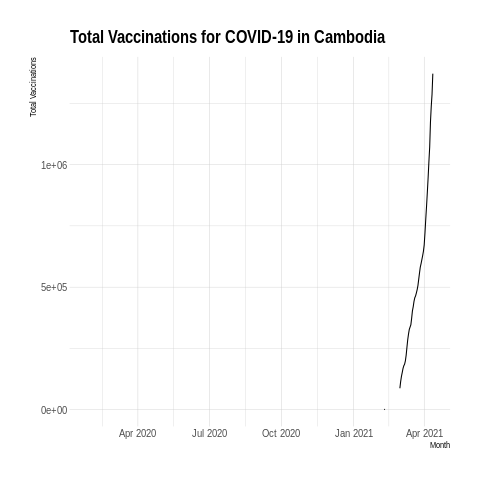 Total Vaccinations for COVID-19 in Cambodia
Total Vaccinations
1e+06
5e+05
0e+00
Apr 2020 Jul 2020 Oct 2020 Jan 2021 Apr 2021
Month